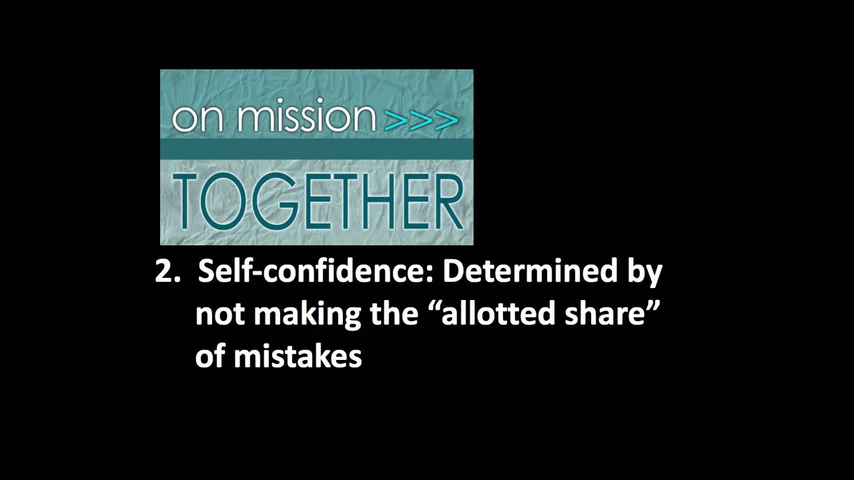 on mission >>>
TOGETHER
2. Self-confidence: Determined by
not making the “allotted share”
of mistakes